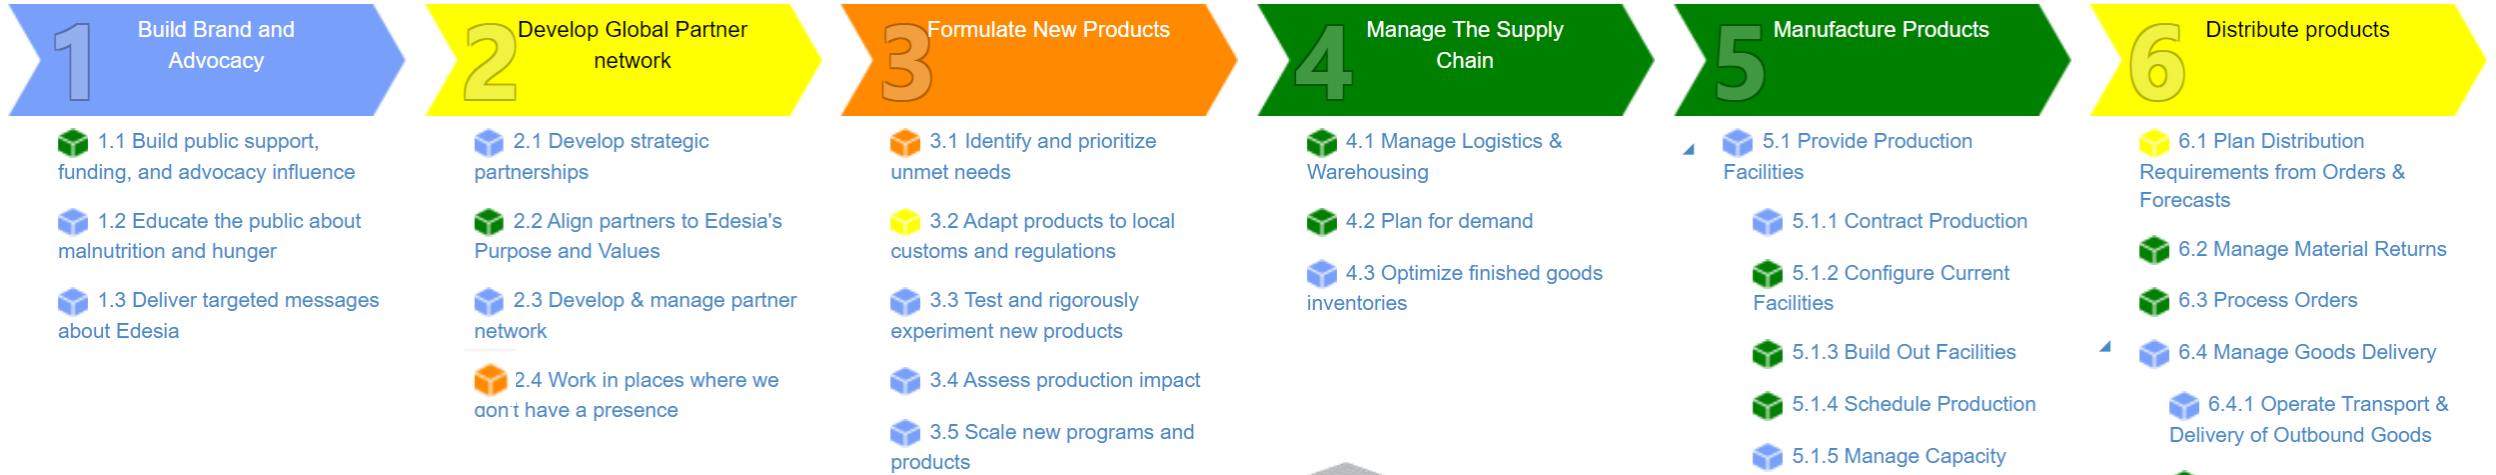 1
Build Brand and
Advocacy
1.1 Build public support,
funding, and advocacy influence
1.2 Educate the public about
malnutrition and hunger
1.3 Deliver targeted messages
about Edesia
2
Develop Global Partner
network
2.1 Develop strategic
partnerships
2.2 Align partners to Edesia's
Purpose and Values
2.3 Develop & manage partner
network
2.4 Work in places where we
don't have a presence
3
Formulate New Products
3.1 Identify and prioritize
unmet needs
3.2 Adapt products to local
customs and regulations
3.3 Test and rigorously
experiment new products
3.4 Assess production impact
3.5 Scale new programs and
products
4
Manage The Supply
Chain
4.1 Manage Logistics &
Warehousing
4.2 Plan for demand
4.3 Optimize finished goods
inventories
5
Manufacture Products
5.1 Provide Production
Facilities
5.1.1 Contract Production
5.1.2 Configure Current
Facilities
5.1.3 Build Out Facilities
5.1.4 Schedule Production
5.1.5 Manage Capacity
6
Distribute products
6.1 Plan Distribution
Requirements from Orders &
Forecasts
6.2 Manage Material Returns
6.3 Process Orders
6.4 Manage Goods Delivery
6.4.1 Operate Transport &
Delivery of Outbound Goods